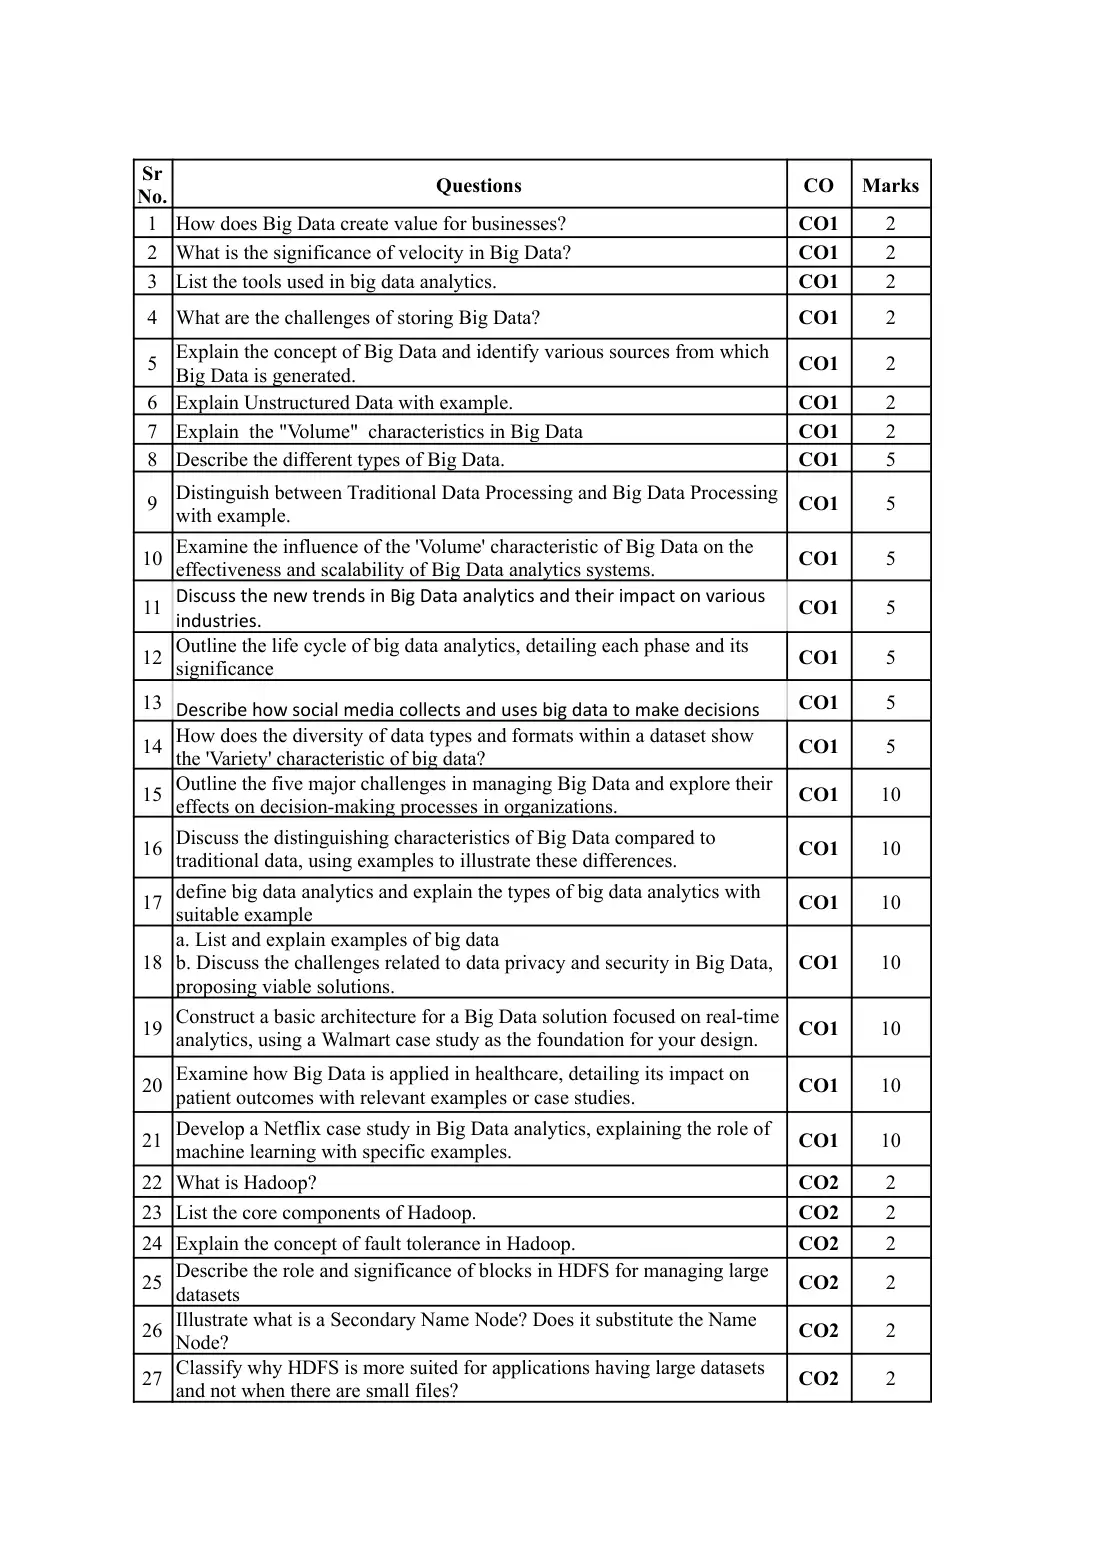 Sr
No.
Questions
CO
Marks
1 How does Big Data create value for businesses? CO1 2
2 What is the significance of velocity in Big Data? CO1 2
3 List the tools used in big data analytics. CO1 2
4 What are the challenges of storing Big Data? CO1 2
5 Explain the concept of Big Data and identify various sources from which
Big Data is generated. CO1 2
6 Explain Unstructured Data with example. CO1 2
7 Explain  the "Volume"  characteristics in Big Data CO1 2
8 Describe the different types of Big Data. CO1 5
9 Distinguish between Traditional Data Processing and Big Data Processing
with example. CO1 5
10 Examine the influence of the 'Volume' characteristic of Big Data on the
effectiveness and scalability of Big Data analytics systems. CO1 5
11 Discuss the new trends in Big Data analytics and their impact on various
industries. CO1 5
12 Outline the life cycle of big data analytics, detailing each phase and its
significance CO1 5
13 Describe how social media collects and uses big data to make decisions CO1 5
14 How does the diversity of data types and formats within a dataset show
the 'Variety' characteristic of big data? CO1 5
15 Outline the five major challenges in managing Big Data and explore their
effects on decision-making processes in organizations. CO1 10
16 Discuss the distinguishing characteristics of Big Data compared to
traditional data, using examples to illustrate these differences. CO1 10
17 define big data analytics and explain the types of big data analytics with
suitable example CO1 10
18 a. List and explain examples of big data
b. Discuss the challenges related to data privacy and security in Big Data,
proposing viable solutions. CO1 10
19 Construct a basic architecture for a Big Data solution focused on real-time
analytics, using a Walmart case study as the foundation for your design. CO1 10
20 Examine how Big Data is applied in healthcare, detailing its impact on
patient outcomes with relevant examples or case studies. CO1 10
21 Develop a Netflix case study in Big Data analytics, explaining the role of
machine learning with specific examples. CO1 10
22 What is Hadoop? CO2 2
23 List the core components of Hadoop. CO2 2
24 Explain the concept of fault tolerance in Hadoop. CO2 2
25 Describe the role and significance of blocks in HDFS for managing large
datasets CO2 2
26 Illustrate what is a Secondary Name Node? Does it substitute the Name
Node? CO2 2
27 Classify why HDFS is more suited for applications having large datasets
and not when there are small files? CO2 2